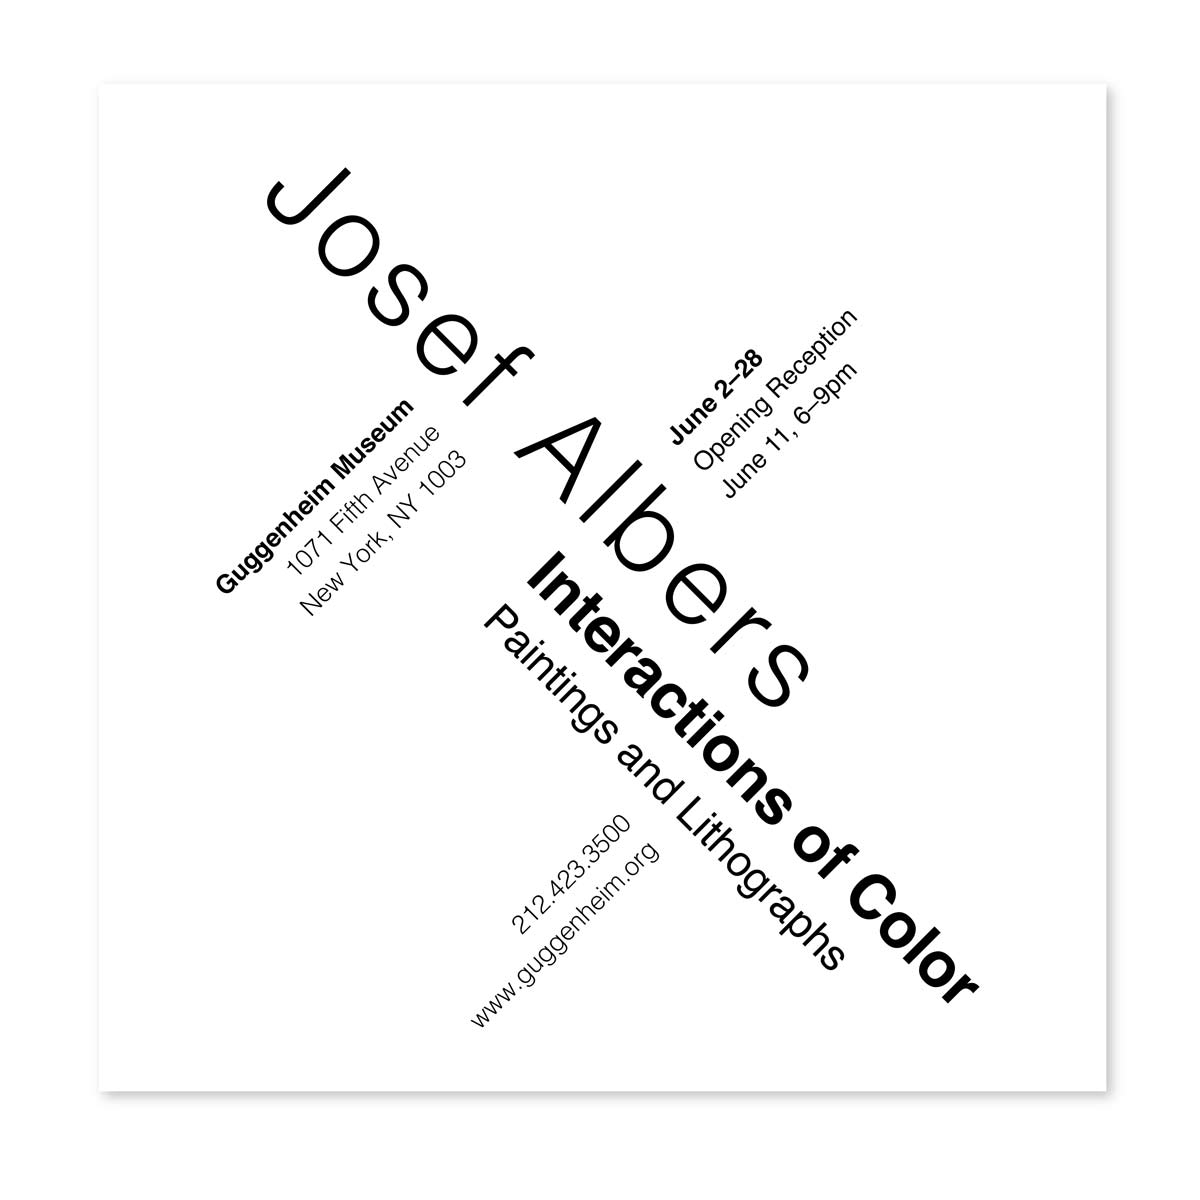 Josef Albers
Guggenheim Museum
1071 Fifth Avenue
New York, NY 1003
June 2–28
Opening Reception
June 11, 6–9pm
Interactions of Color
Paintings and Lithographs
212.423.3500
www.guggenheim.org